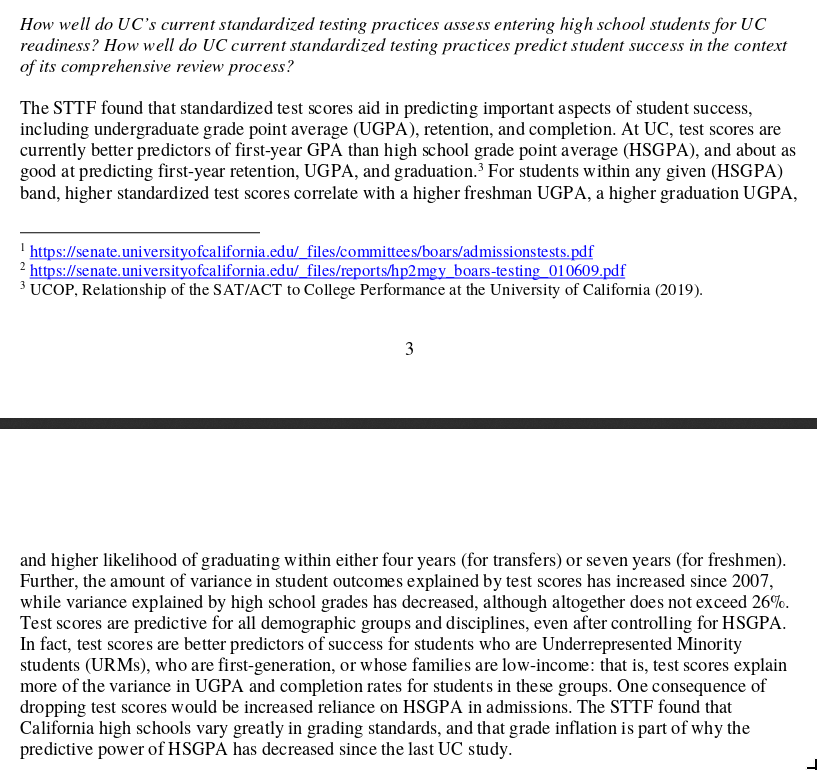 How well do UC's current standardized testing practices assess entering high school students for UC
readiness? How well do UC current standardized testing practices predict student success in the context
of its comprehensive review process?
The STTF found that standardized test scores aid in predicting important aspects of student success,
including undergraduate grade point average (UGPA), retention, and completion. At UC, test scores are
currently better predictors of first-year GPA than high school grade point average (HSGPA), and about as
good at predicting first-year retention, UGPA, and graduation.3 For students within any given (HSGPA)
band, higher standardized test scores correlate with a higher freshman UGPA, a higher graduation UGPA,
1 https://senate.universityofcalifornia.edu/_files/committees/boars/admissionstests.pdf
2 https://senate.universityofcalifornia.edu/_files/reports/hp2mgy_boars-testing_010609.pdf
3 UCOP, Relationship of the SAT/ACT to College Performance at the University of California (2019).
3
and higher likelihood of graduating within either four years (for transfers) or seven years (for freshmen).
Further, the amount of variance in student outcomes explained by test scores has increased since 2007,
while variance explained by high school grades has decreased, although altogether does not exceed 26%.
Test scores are predictive for all demographic groups and disciplines, even after controlling for HSGPA.
In fact, test scores are better predictors of success for students who are Underrepresented Minority
students (URMs), who are first-generation, or whose families are low-income: that is, test scores explain
more of the variance in UGPA and completion rates for students in these groups. One consequence of
dropping test scores would be increased reliance on HSGPA in admissions. The STTF found that
California high schools vary greatly in grading standards, and that grade inflation is part of why the
predictive power of HSGPA has decreased since the last UC study.